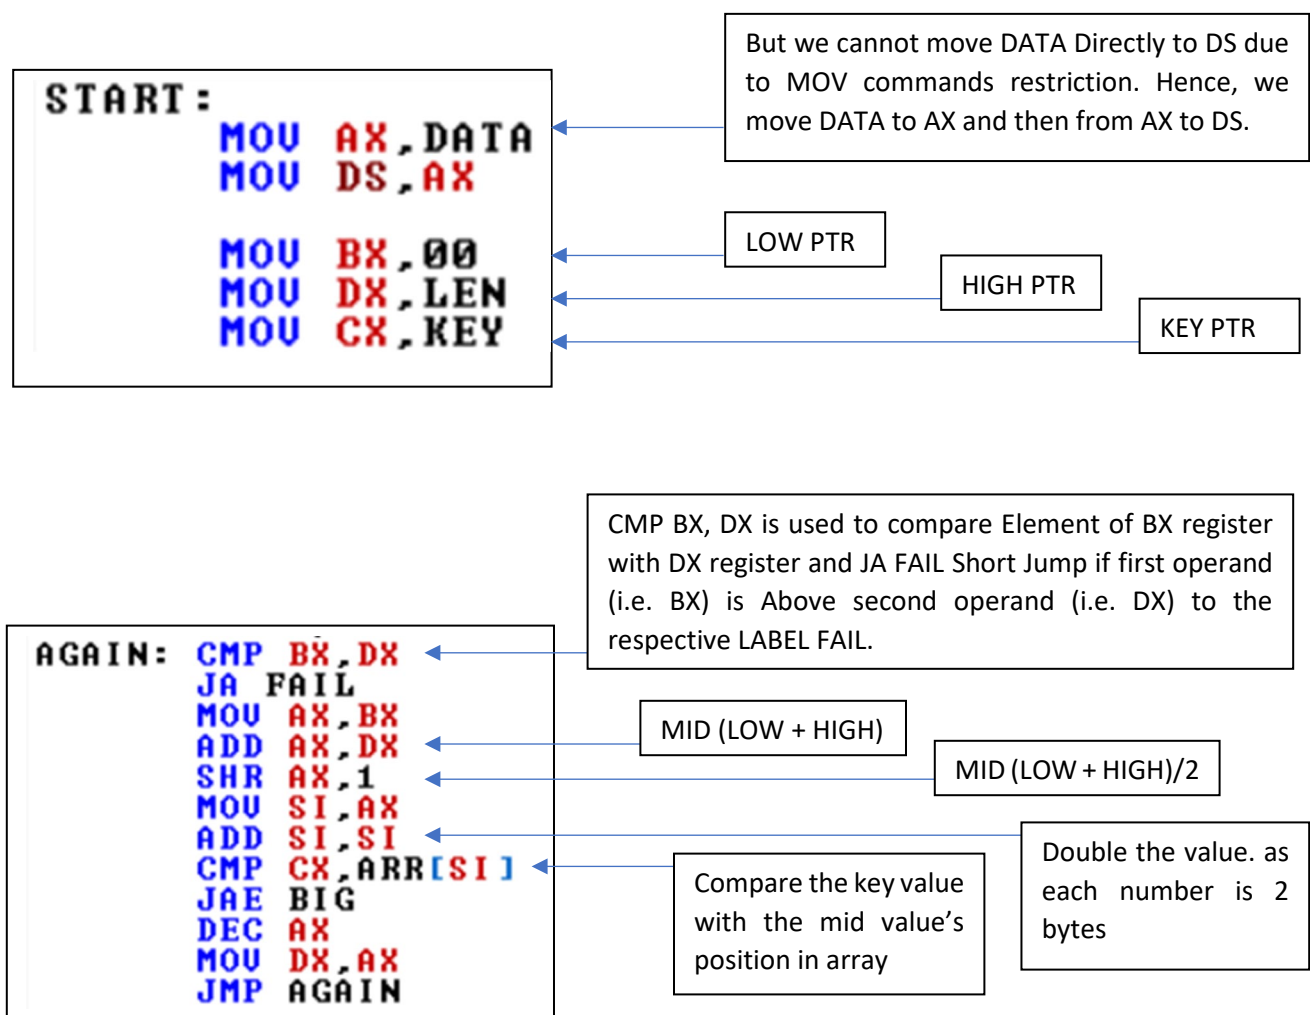 But we cannot move DATA Directly to DS due
to MOV commands restriction. Hence, we
move DATA to AX and then from AX to DS.
START:
MOV AX,DATA
MOV DS,AX
MOV BX,00
MOV DX,LEN
MOV CX,KEY
LOW PTR
HIGH PTR
KEY PTR
CMP BX, DX is used to compare Element of BX register
with DX register and JA FAIL Short Jump if first operand
(i.e. BX) is Above second operand (i.e. DX) to the
respective LABEL FAIL.
AGAIN: CMP BX,DX
JA FAIL
MOV AX,BX
ADD AX,DX
SHR AX,1
MOV SI,AX
ADD SI,SI
CMP CX,ARR[SI]
JAE BIG
DEC AX
MOV DX,AX
JMP AGAIN
MID (LOW + HIGH)
MID (LOW + HIGH)/2
Double the value. as
each number is 2
bytes
Compare the key value
with the mid value's
position in array